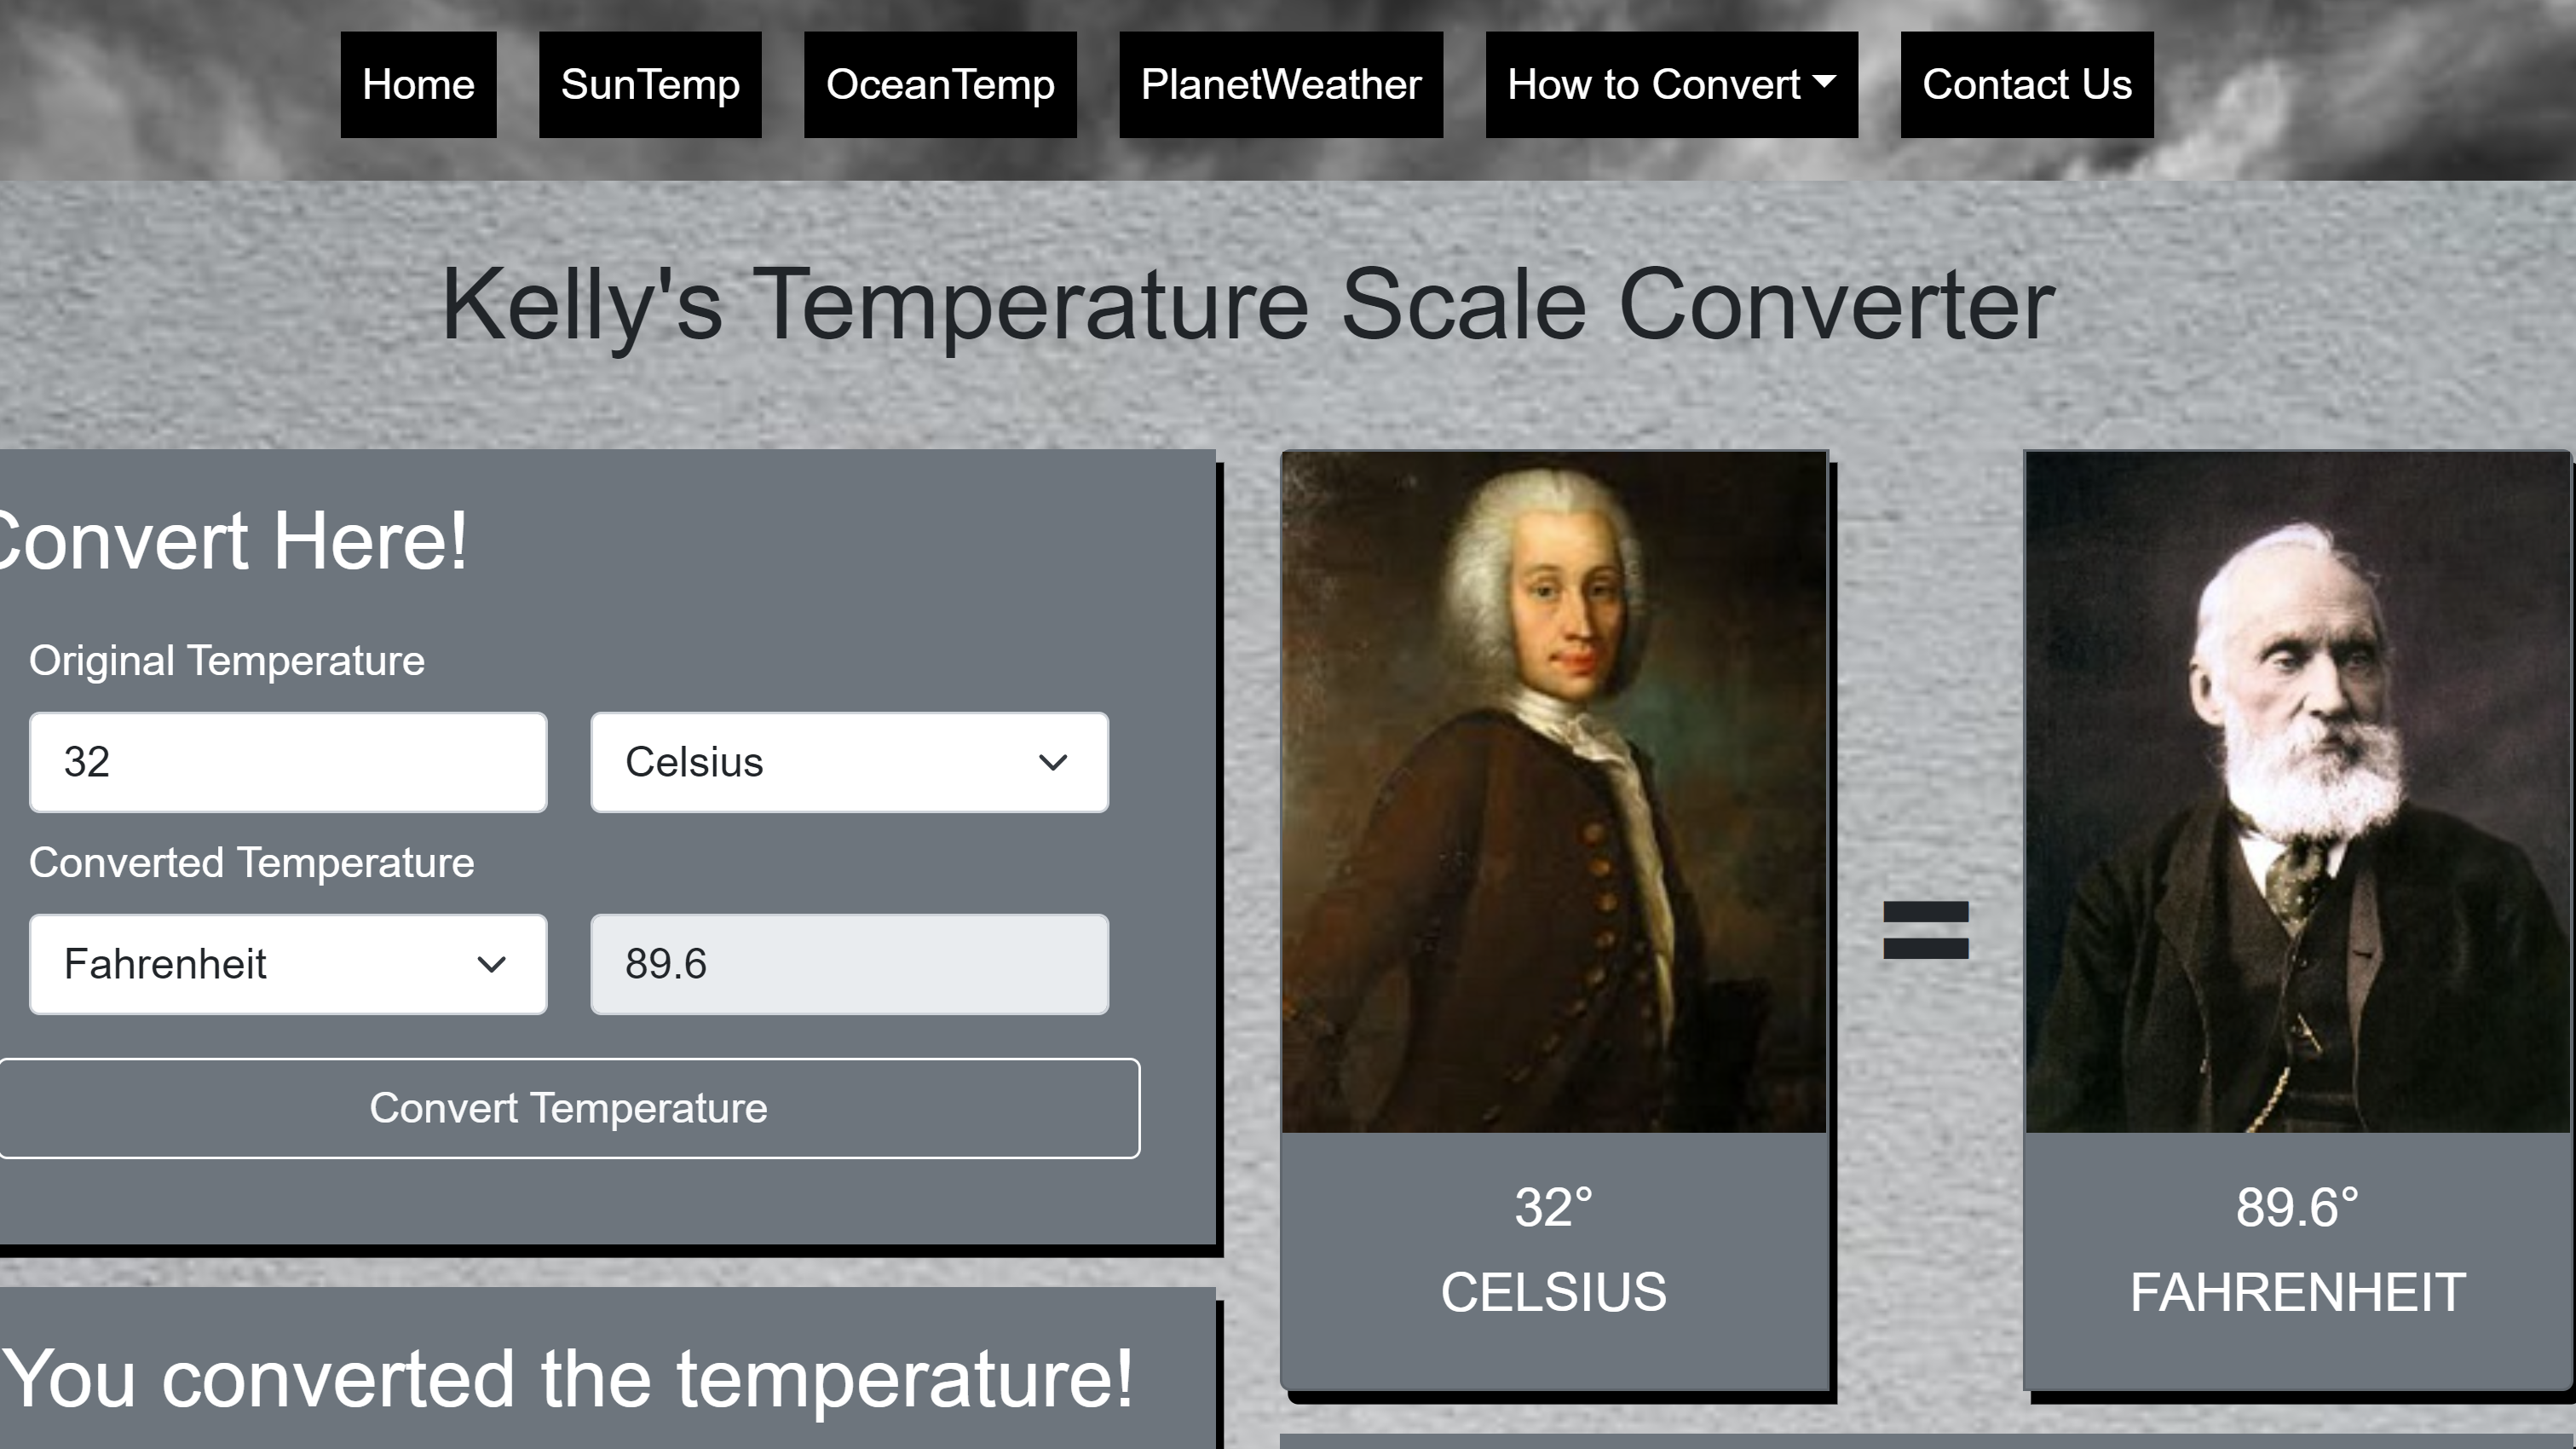 Home SunTemp OceanTemp PlanetWeather How to Convert Contact Us
Kelly's Temperature Scale Converter
Convert Here!
Original Temperature
32 Celsius
Converted Temperature
Fahrenheit 89.6
Convert Temperature
You converted the temperature!
32°
CELSIUS
=
89.6°
FAHRENHEIT